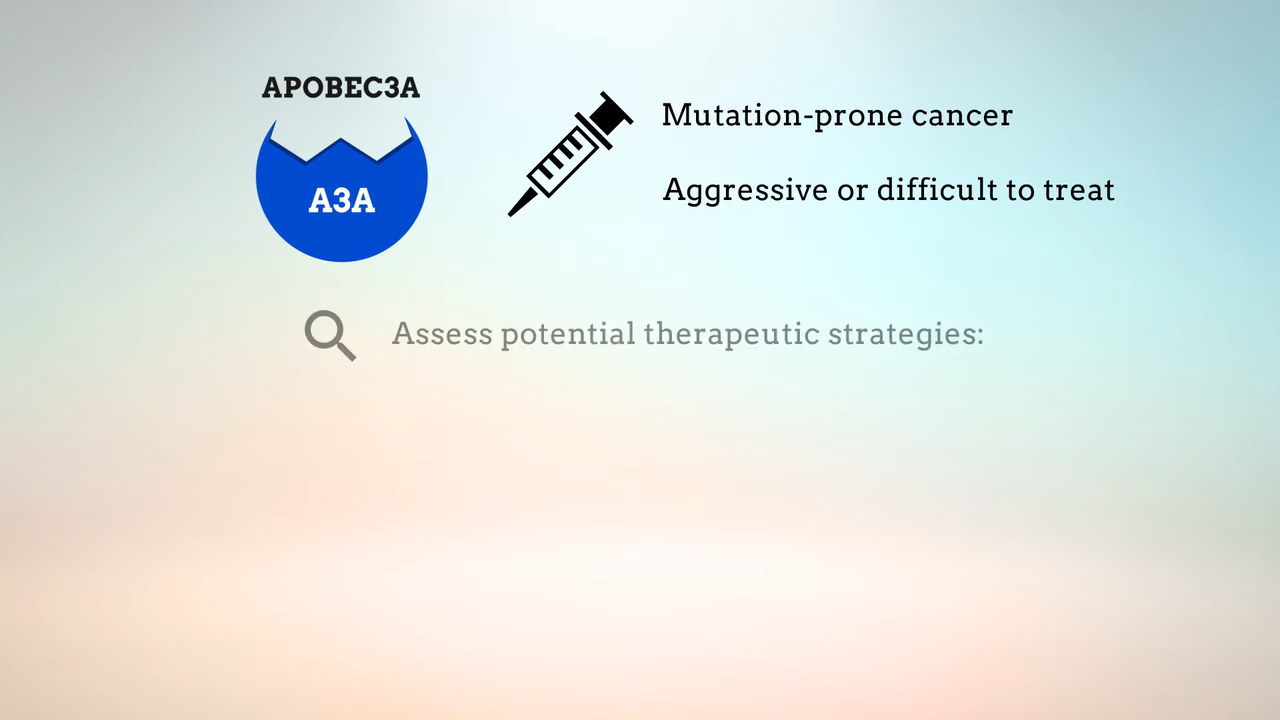 APOBEC3A
A3A
Mutation-prone cancer
Aggressive or difficult to treat
Assess potential therapeutic strategies: